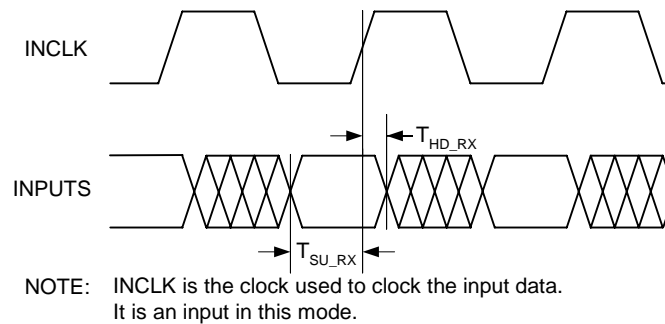 INCLK
T_HD_RX
INPUTS
T_SU_RX
NOTE: INCLK is the clock used to clock the input data.
It is an input in this mode.